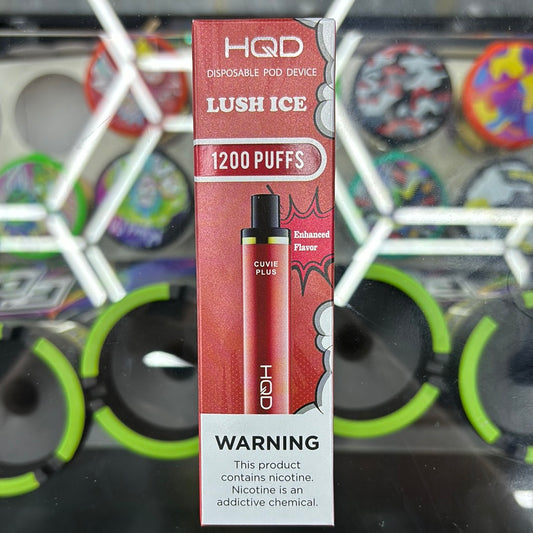 HQD
DISPOSABLE POD DEVICE
LUSH ICE
1200 PUFFS
Enhanced
Flavor
CUVIE
PLUS
HQD
WARNING
This product
contains nicotine.
Nicotine is an
addictive chemical.